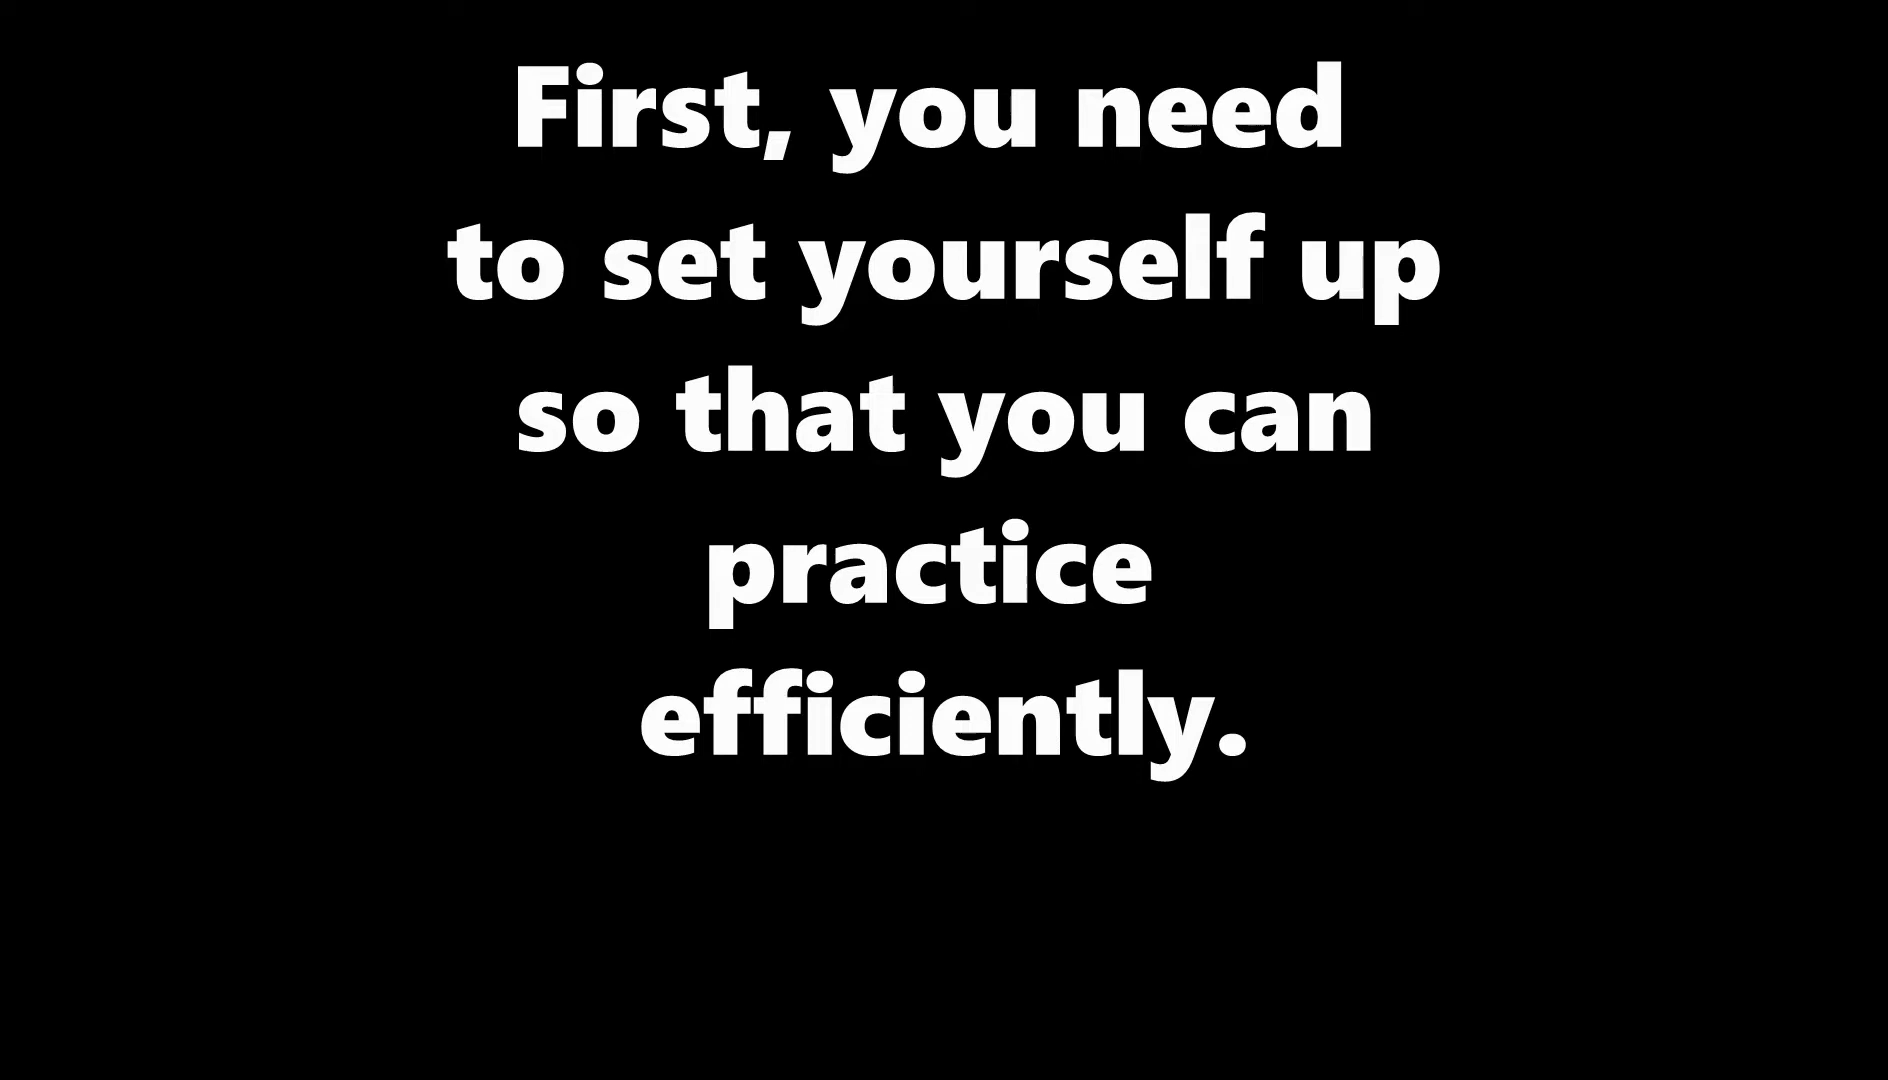 First, you need
to set yourself up
so that you can
practice
efficiently.